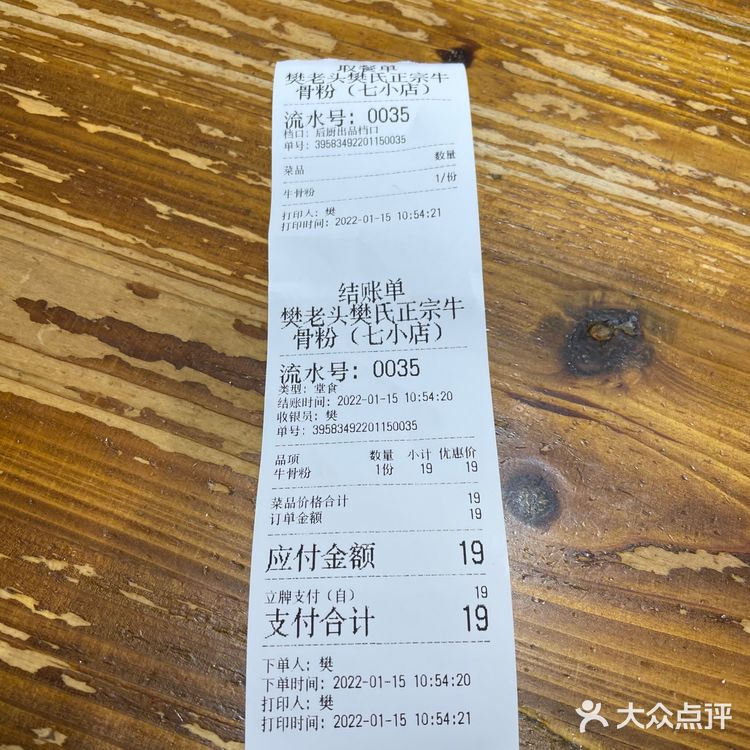 取餐单
樊老头樊氏正宗牛
骨粉（七小店）
流水号: 0035
档口: 后厨出品档口
单号: 39583492201150035
菜品 数量
牛骨粉 1/份
打印人: 樊
打印时间: 2022-01-15 10:54:21
结账单
樊老头樊氏正宗牛
骨粉（七小店）
流水号: 0035
类型: 堂食
结账时间: 2022-01-15 10:54:20
收银员: 樊
单号: 39583492201150035
品项 数量 小计 优惠价
牛骨粉 1份 19 19
菜品价格合计 19
订单金额 19
应付金额 19
立牌支付（自） 19
支付合计 19
下单人: 樊
下单时间: 2022-01-15 10:54:20
打印人: 樊
打印时间: 2022-01-15 10:54:21
大众点评